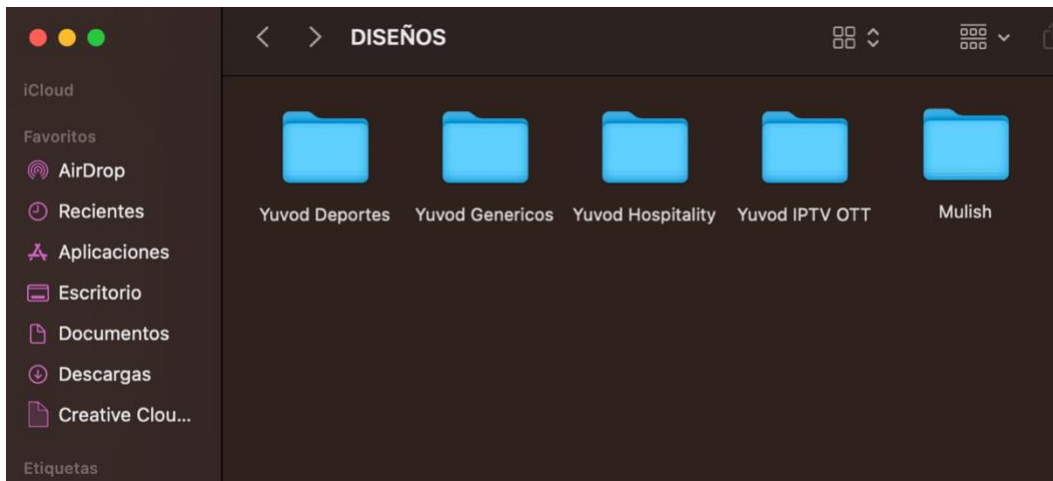 DISEÑOS
iCloud
Favoritos
AirDrop
Recientes
Aplicaciones
Escritorio
Documentos
Descargas
Creative Clou...
Etiquetas
Yuvod Deportes
Yuvod Genericos
Yuvod Hospitality
Yuvod IPTV OTT
Mulish